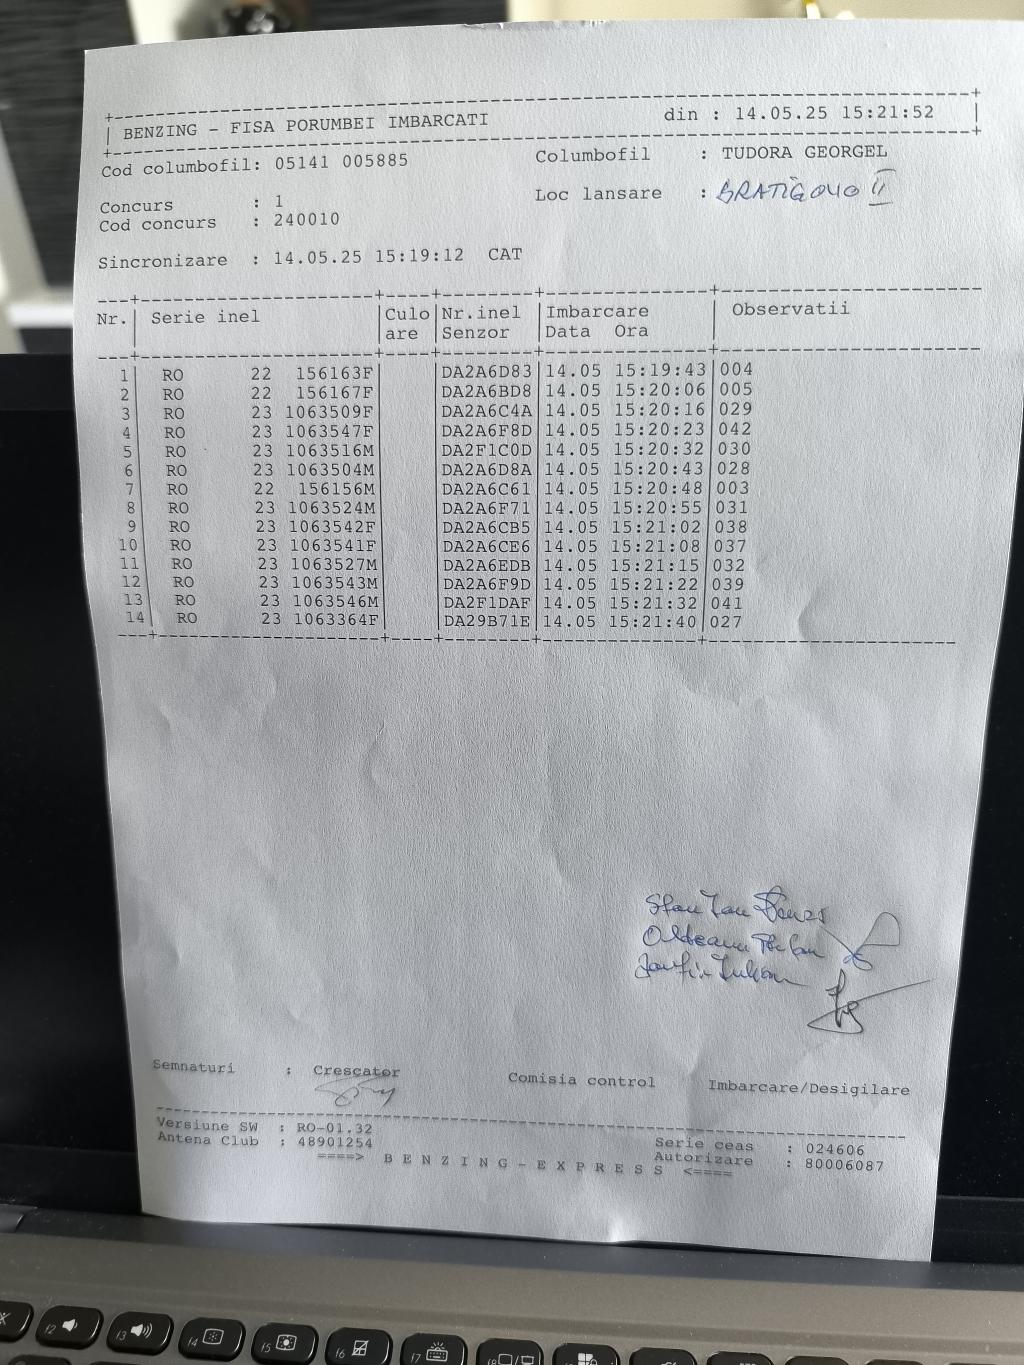 BENZING - FISA PORUMBEI IMBARCATI din : 14.05.25 15:21:52
Cod columbofil: 05141 005885 Columbofil : TUDORA GEORGEL
Loc lansare :
Concurs : 1
Cod concurs : 240010
Sincronizare : 14.05.25 15:19:12 CAT
Nr. Serie inel Culo Nr.inel Imbarcare Observatii
are Senzor Data Ora
1 RO 22 156163F DA2A6D83 14.05 15:19:43 004
2 RO 22 156167F DA2A6BD8 14.05 15:20:06 005
3 RO 23 1063509F DA2A6C4A 14.05 15:20:16 029
4 RO 23 1063547F DA2A6F8D 14.05 15:20:23 042
5 RO 23 1063516M DA2F1C0D 14.05 15:20:32 030
6 RO 23 1063504M DA2A6D8A 14.05 15:20:43 028
7 RO 22 156156M DA2A6C61 14.05 15:20:48 003
8 RO 23 1063524M DA2A6F71 14.05 15:20:55 031
9 RO 23 1063542F DA2A6CB5 14.05 15:21:02 038
10 RO 23 1063541F DA2A6CE6 14.05 15:21:08 037
11 RO 23 1063527M DA2A6EDB 14.05 15:21:15 032
12 RO 23 1063543M DA2A6F9D 14.05 15:21:22 039
13 RO 23 1063546M DA2F1DAF 14.05 15:21:32 041
14 RO 23 1063364F DA29B71E 14.05 15:21:40 027
Semnaturi : Crescator Comisia control Imbarcare/Desigilare
Versiune SW : RO-01.32 Serie ceas : 024606
Antena Club : 48901254 Autorizare : 80006087
====> B E N Z I N G - E X P R E S S <====
f2 f3 f4 f5 f6 f7 f8